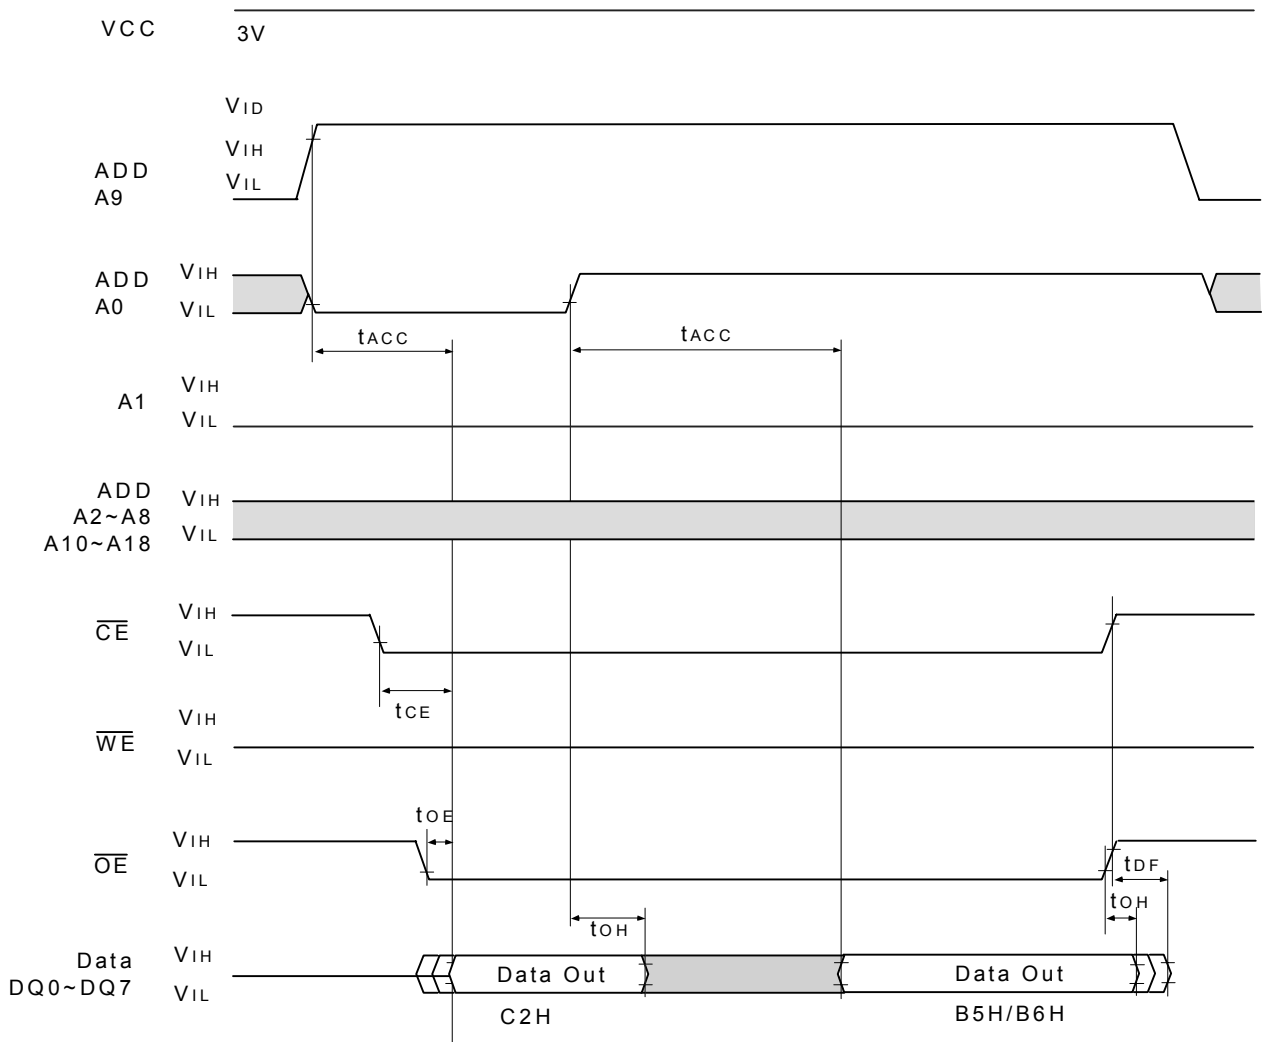 VCC
3V
VID
VIH
VIL
ADD
A9
ADD
A0
VIH
VIL
tACC
tACC
A1
VIH
VIL
ADD
A2~A8
A10~A18
VIH
VIL
CE
VIH
VIL
tCE
WE
VIH
VIL
tOE
OE
VIH
VIL
tDF
tOH
tOH
Data
DQ0~DQ7
VIH
VIL
Data Out
Data Out
C2H
B5H/B6H